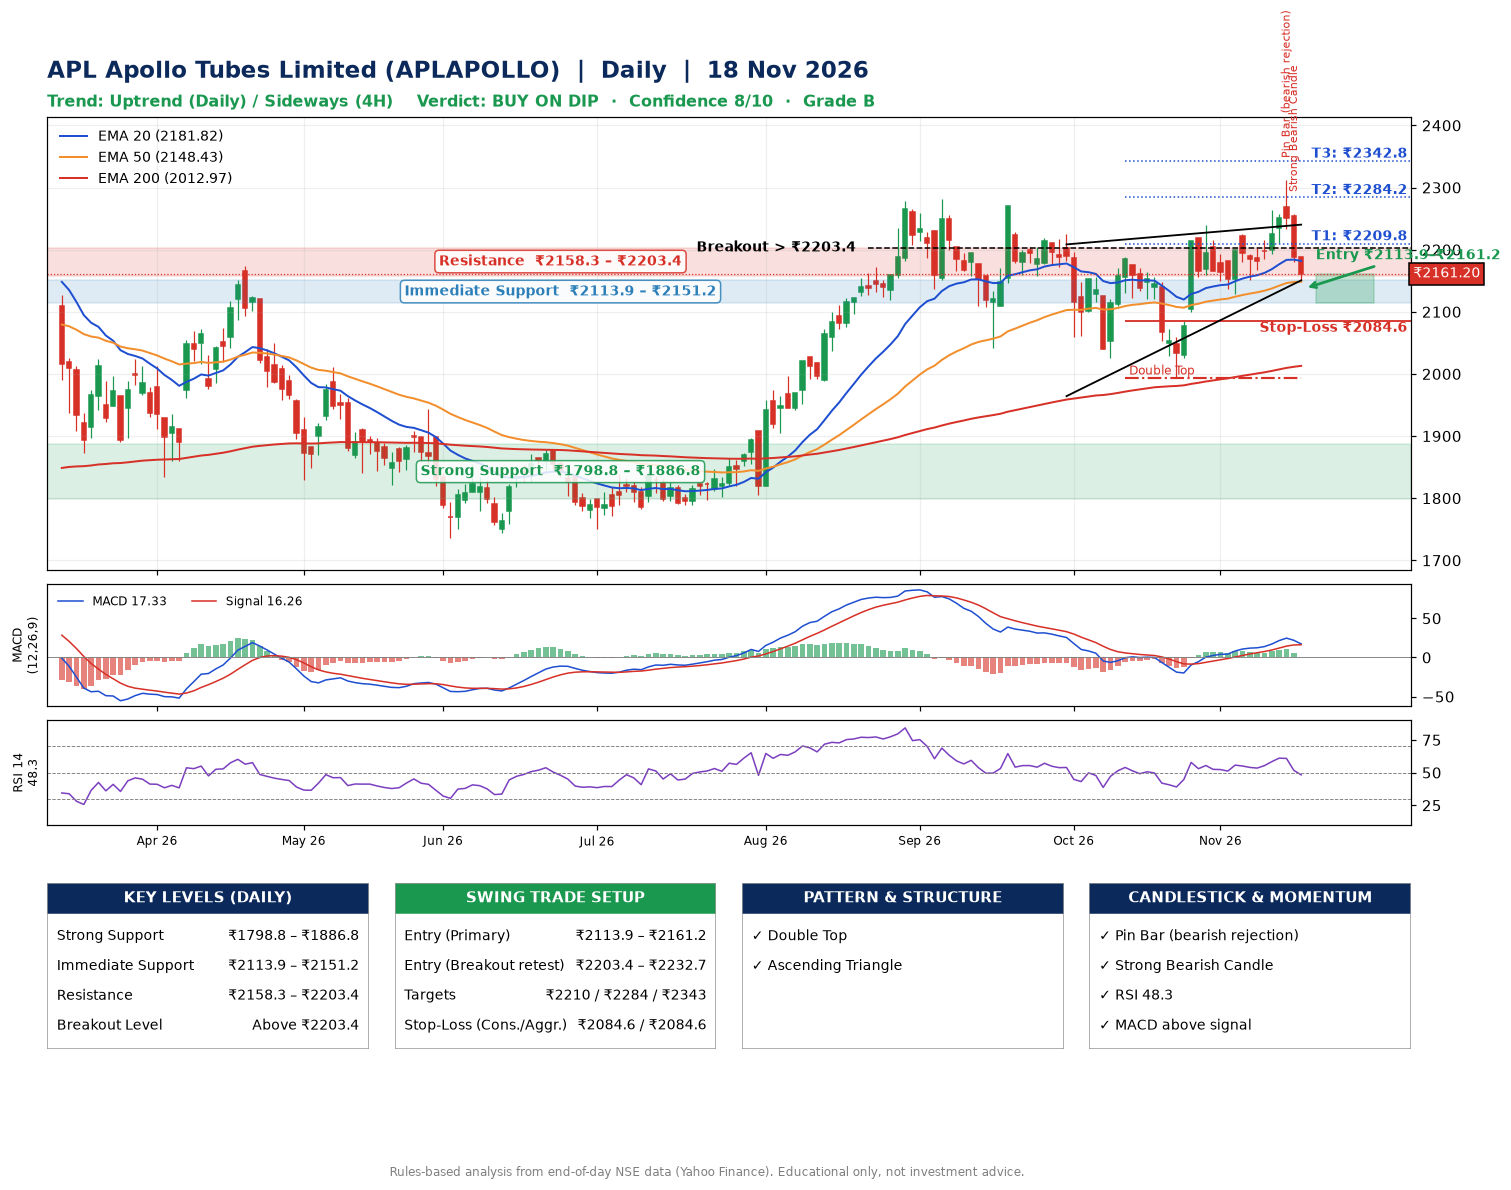 Pin Bar (bearish rejection)
Strong Bearish Candle
APL Apollo Tubes Limited (APLAPOLLO) | Daily | 18 Nov 2026
Trend: Uptrend (Daily) / Sideways (4H) Verdict: BUY ON DIP · Confidence 8/10 · Grade B
EMA 20 (2181.82)
EMA 50 (2148.43)
EMA 200 (2012.97)
T3: ₹2342.8
T2: ₹2284.2
T1: ₹2209.8
Breakout > ₹2203.4
Entry ₹2113.9–₹2161.2
Resistance ₹2158.3 – ₹2203.4
₹2161.20
Immediate Support ₹2113.9 – ₹2151.2
Stop-Loss ₹2084.6
Double Top
Strong Support ₹1798.8 – ₹1886.8
2400
2300
2200
2100
2000
1900
1800
1700
MACD 17.33
Signal 16.26
MACD
(12,26,9)
50
0
−50
RSI 14
48.3
75
50
25
Apr 26
May 26
Jun 26
Jul 26
Aug 26
Sep 26
Oct 26
Nov 26
KEY LEVELS (DAILY)
Strong Support ₹1798.8 – ₹1886.8
Immediate Support ₹2113.9 – ₹2151.2
Resistance ₹2158.3 – ₹2203.4
Breakout Level Above ₹2203.4
SWING TRADE SETUP
Entry (Primary) ₹2113.9 – ₹2161.2
Entry (Breakout retest) ₹2203.4 – ₹2232.7
Targets ₹2210 / ₹2284 / ₹2343
Stop-Loss (Cons./Aggr.) ₹2084.6 / ₹2084.6
PATTERN & STRUCTURE
✓ Double Top
✓ Ascending Triangle
CANDLESTICK & MOMENTUM
✓ Pin Bar (bearish rejection)
✓ Strong Bearish Candle
✓ RSI 48.3
✓ MACD above signal
Rules-based analysis from end-of-day NSE data (Yahoo Finance). Educational only, not investment advice.